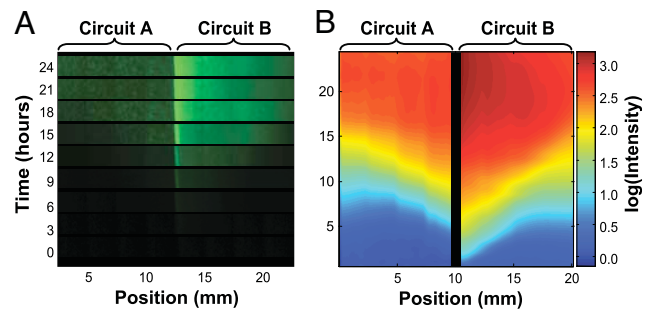 A
Circuit A Circuit B
24
21
18
15
12
9
6
3
0
Time (hours)
5 10 15 20
Position (mm)
B
Circuit A Circuit B
20
15
10
5
5 10 15 20
Position (mm)
3.0
2.5
2.0
1.5
1.0
0.5
0.0
log(Intensity)